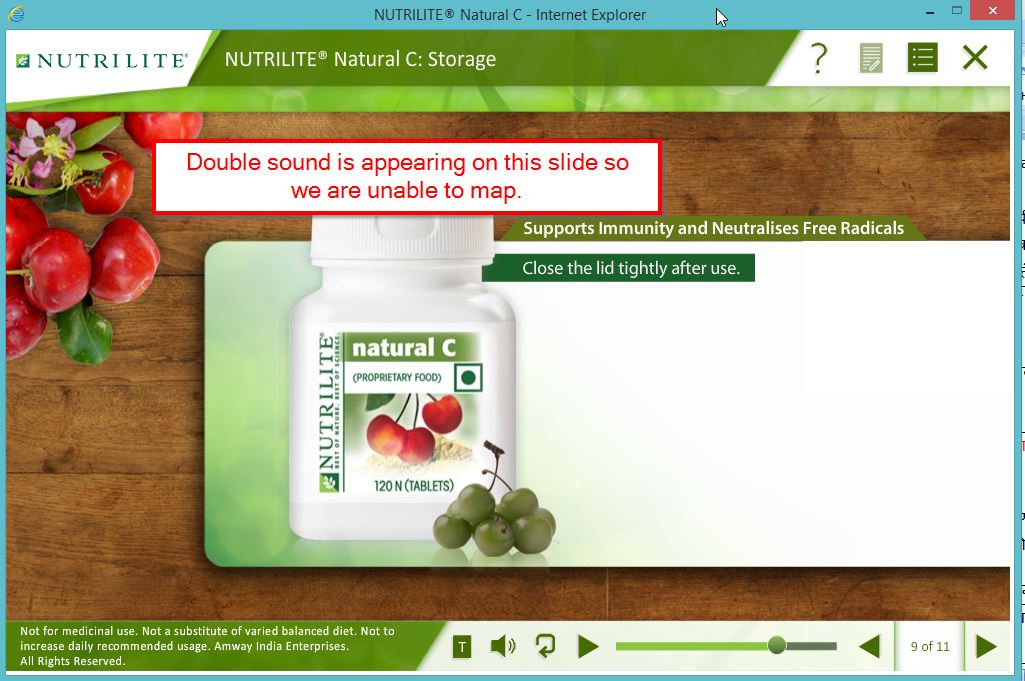 NUTRILITE® Natural C - Internet Explorer
NUTRILITE®
NUTRILITE® Natural C: Storage
Double sound is appearing on this slide so
we are unable to map.
Supports Immunity and Neutralises Free Radicals
Close the lid tightly after use.
NUTRILITE®
BEST OF NATURE. BEST OF SCIENCE.
natural C
(PROPRIETARY FOOD)
120 N (TABLETS)
Not for medicinal use. Not a substitute of varied balanced diet. Not to
increase daily recommended usage. Amway India Enterprises.
All Rights Reserved.
T
9 of 11